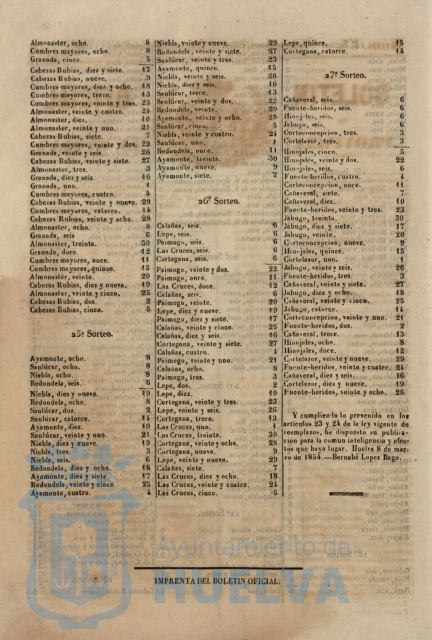 Almonaster, ocho. 8
Cumbres mayores, ocho. 8
Granada, cinco. 5
Cabezas Rubias, diez y siete. 17
Cabezas Rubias, nueve. 9
Cumbres mayores, diez y ocho. 18
Cumbres mayores, trece. 13
Cumbres mayores, veinte y tres. 23
Almonaster, veinte y cuatro. 24
Almonaster, diez. 10
Almonaster, veinte y uno. 21
Cabezas Rubias, siete. 7
Cumbres mayores, veinte y dos. 22
Granada, veinte y seis. 26
Cabezas Rubias, veinte y siete. 27
Almonaster, tres. 3
Granada, diez y seis. 16
Granada, uno. 1
Cumbres mayores, cuatro. 4
Cabezas Rubias, veinte y nueve. 29
Cumbres mayores, catorce. 14
Cabezas Rubias, veinte y ocho. 28
Almonaster, ocho. 8
Granada, seis 6
Almonaster, treinta. 30
Granada, doce. 12
Cumbres mayores, once. 11
Cumbres mayores, quince. 15
Almonaster, veinte. 20
Cabezas Rubias, diez y nueve. 19
Almonaster, veinte y cinco. 25
Cabezas Rubias, dos. 2
Cabezas Rubias, cinco. 5
25º Sorteo.
Ayamonte, ocho. 8
Sanlúcar, ocho. 8
Niebla, ocho. 8
Redondela, seis. 6
Niebla, diez y nueve. 19
Redondela, ocho. 8
Sanlúcar, dos. 2
Sanlúcar, catorce. 14
Ayamonte, diez. 10
Sanlúcar, veinte y uno. 21
Niebla, diez y nueve. 19
Niebla, tres. 3
Niebla, seis. 6
Redondela, diez y ocho. 18
Ayamonte, diez y siete. 17
Redondela, veinte y cinco. 25
Ayamonte, cuatro. 4
Niebla, veinte y nueve. 29
Redondela, veinte y siete. 27
Sanlúcar, veinte y tres. 23
Ayamonte, quince. 15
Niebla, veinte y seis. 26
Niebla, diez y seis. 16
Sanlúcar, trece. 13
Sanlúcar, veinte y dos. 22
Redondela, veinte. 20
Ayamonte, veinte y ocho. 28
Sanlúcar, cinco. 5
Niebla, veinte y cuatro. 24
Sanlúcar, uno. 1
Redondela, once. 11
Ayamonte, treinta. 30
Ayamonte, nueve. 9
Ayamonte, siete. 7
26º Sorteo.
Calañas, seis. 6
Lepe, seis. 6
Paimogo, seis. 6
Las Cruces, seis. 6
Cortegana, seis. 6
Paimogo, veinte y dos. 22
Paimogo, once. 11
Las Cruces, doce. 12
Calañas, seis. 6
Paimogo, veinte. 20
Lepe, diez y nueve. 19
Paimogo, diez y siete. 17
Calañas, veinte y cinco. 25
Calañas, diez y seis. 16
Cortegana, veinte y siete. 27
Calañas, cuatro. 4
Paimogo, veinte y uno. 21
Calañas, ocho. 8
Paimogo, tres. 3
Lepe, dos. 2
Lepe, diez. 10
Cortegana, veinte y tres. 23
Lepe, veinte y seis. 26
Cortegana, trece. 13
Las Cruces, uno. 1
Las Cruces, treinta. 30
Cortegana, veinte y ocho. 28
Cortegana, nueve. 9
Lepe, veinte y nueve. 29
Calañas, siete. 7
Las Cruces, diez y ocho. 18
Las Cruces, veinte y cuatro. 24
Las Cruces, cinco. 5
Lepe, quince. 15
Cortegana, catorce. 14
27º Sorteo.
Cañaveral, seis. 6
Fuente-heridos, seis. 6
Hinojales, seis. 6
Jabugo, seis. 6
Corteconcepcion, tres. 3
Cortelazor, tres. 3
Hinojales, cinco. 5
Hinojales, veinte y dos. 22
Hinojales, seis. 6
Fuente-heridos, cuatro. 4
Corteconcepcion, once. 11
Cañaveral, siete. 7
Cañaveral, diez. 10
Fuente-heridos, veinte y tres. 23
Jabugo, treinta. 30
Jabugo, diez y siete. 17
Jabugo, veinte. 20
Corteconcepcion, nueve. 9
Hinojales, quince. 15
Cortelazor, uno. 1
Jabugo, veinte y seis. 26
Fuente-heridos, tres. 3
Cañaveral, veinte y siete. 27
Jabugo, diez y ocho. 18
Cañaveral, veinte y cinco. 25
Jabugo, catorce. 14
Corteconcepcion, veinte y uno. 21
Fuente-heridos, dos. 2
Cañaveral, trece. 13
Hinojales, ocho. 8
Hinojales, doce. 12
Cortelazor, veinte y nueve. 29
Fuente-heridos, veinte y cuatro. 24
Cañaveral, diez y seis. 16
Cortelazor, diez y nueve. 19
Fuente-heridos, veinte y ocho. 28
Y cumpliendo lo prevenido en los
artículos 23 y 24 de la ley vigente de
reemplazos, he dispuesto su publica-
cion para la comun inteligencia y efec-
tos que haya lugar. Huelva 8 de mar-
zo de 1854.—Bernabé Lopez Bago.
IMPRENTA DEL BOLETIN OFICIAL.
Ayuntamiento de
HUELVA